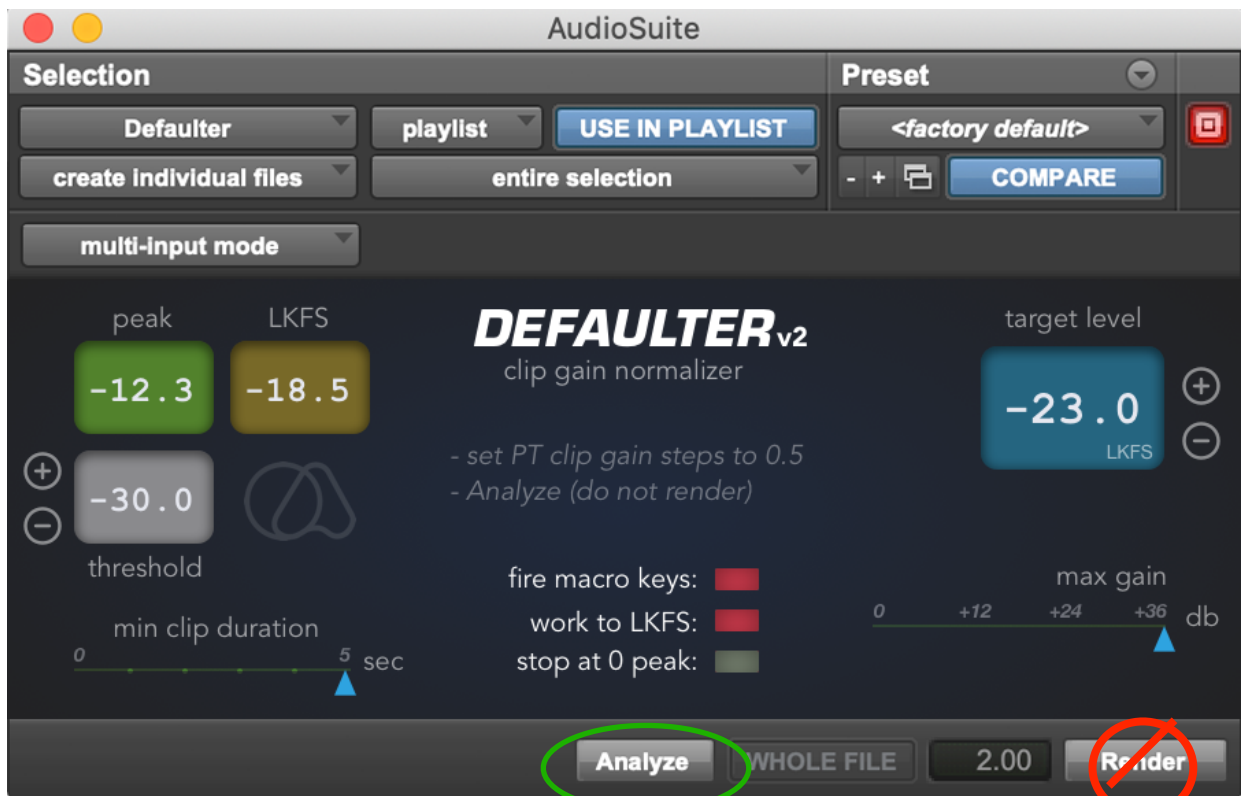 AudioSuite
Selection
Preset
Defaulter
playlist
USE IN PLAYLIST
<factory default>
create individual files
entire selection
- +
COMPARE
multi-input mode
peak
LKFS
DEFAULTER v2
target level
clip gain normalizer
-12.3
-18.5
-23.0
LKFS
- set PT clip gain steps to 0.5
- Analyze (do not render)
-30.0
threshold
fire macro keys:
max gain
0 +12 +24 +36 db
work to LKFS:
min clip duration
0 5 sec
stop at 0 peak:
Analyze
WHOLE FILE
2.00
Render